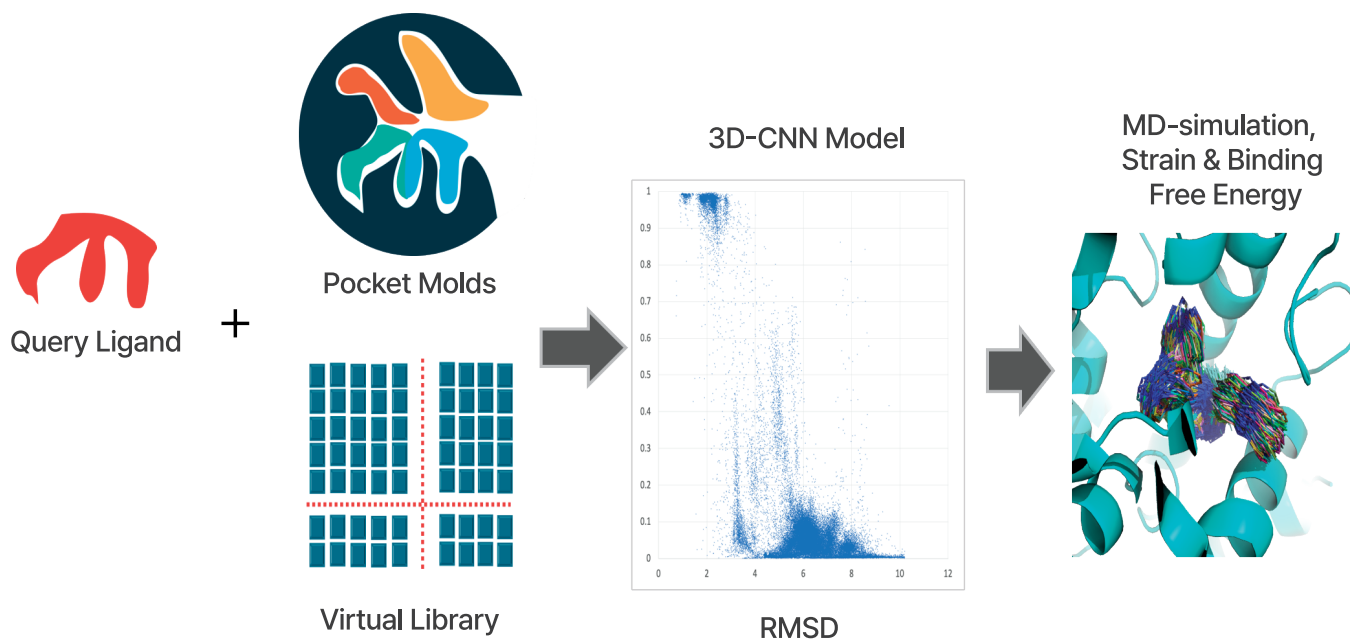 Query Ligand
+
Pocket Molds
Virtual Library
3D-CNN Model
1
0.9
0.8
0.7
0.6
0.5
0.4
0.3
0.2
0.1
0
0 2 4 6 8 10 12
RMSD
MD-simulation,
Strain & Binding
Free Energy